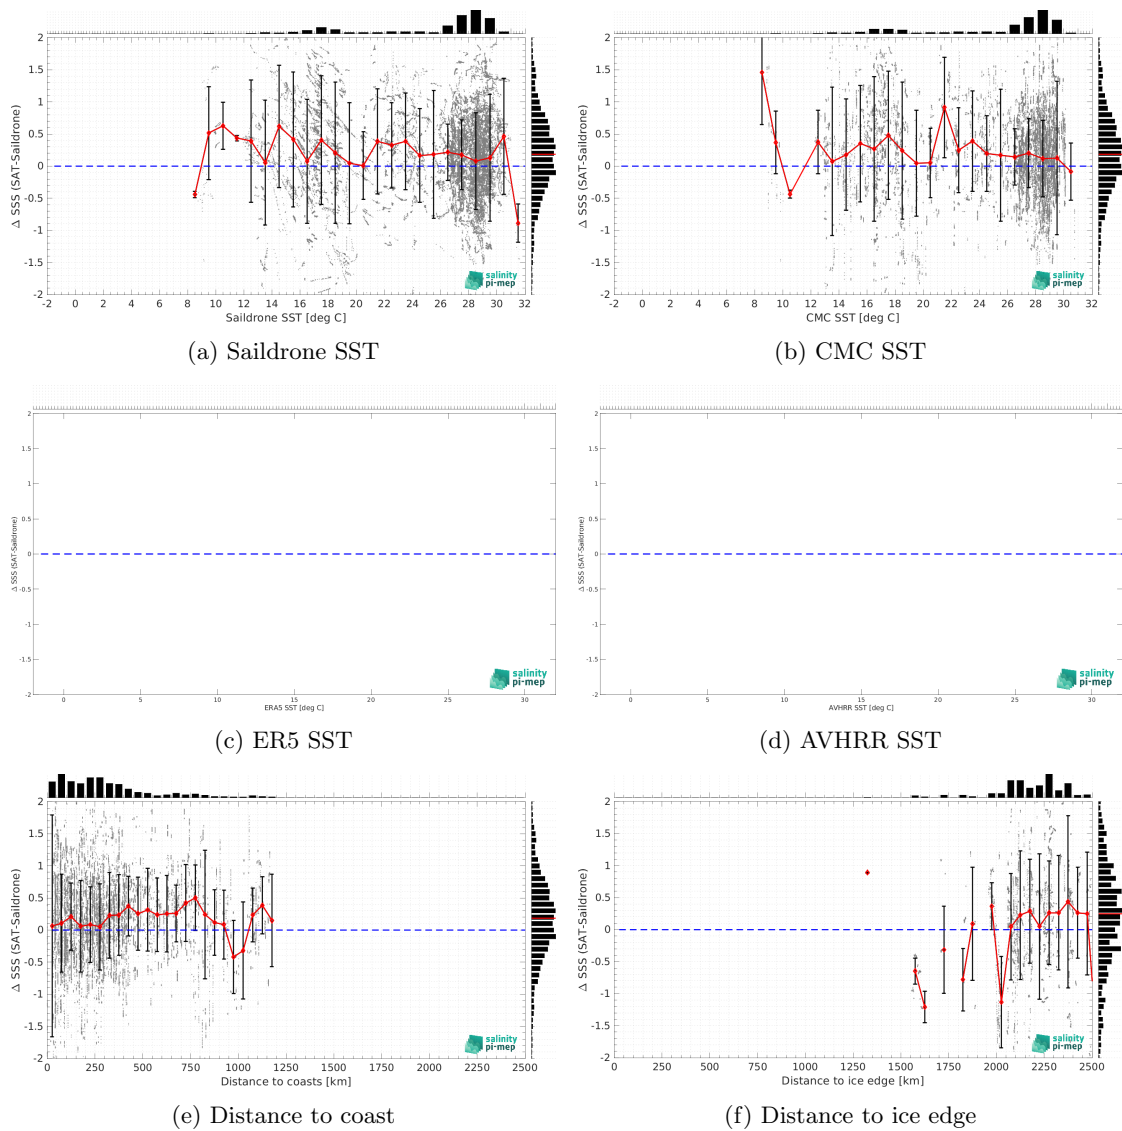 2
1.5
1
0.5
0
-0.5
-1
-1.5
-2
Δ SSS (SAT-Saildrone)
-2 0 2 4 6 8 10 12 14 16 18 20 22 24 26 28 30 32
Saildrone SST [deg C]
salinity
pi-mep
(a) Saildrone SST
2
1.5
1
0.5
0
-0.5
-1
-1.5
-2
Δ SSS (SAT-Saildrone)
-2 0 2 4 6 8 10 12 14 16 18 20 22 24 26 28 30 32
CMC SST [deg C]
salinity
pi-mep
(b) CMC SST
2
1.5
1
0.5
0
-0.5
-1
-1.5
-2
Δ SSS (SAT-Saildrone)
0 5 10 15 20 25 30
ERA5 SST [deg C]
salinity
pi-mep
(c) ER5 SST
2
1.5
1
0.5
0
-0.5
-1
-1.5
-2
Δ SSS (SAT-Saildrone)
0 5 10 15 20 25 30
AVHRR SST [deg C]
salinity
pi-mep
(d) AVHRR SST
2
1.5
1
0.5
0
-0.5
-1
-1.5
-2
Δ SSS (SAT-Saildrone)
0 250 500 750 1000 1250 1500 1750 2000 2250 2500
Distance to coasts [km]
salinity
pi-mep
(e) Distance to coast
2
1.5
1
0.5
0
-0.5
-1
-1.5
-2
Δ SSS (SAT-Saildrone)
0 250 500 750 1000 1250 1500 1750 2000 2250 2500
Distance to ice edge [km]
salinity
pi-mep
(f) Distance to ice edge